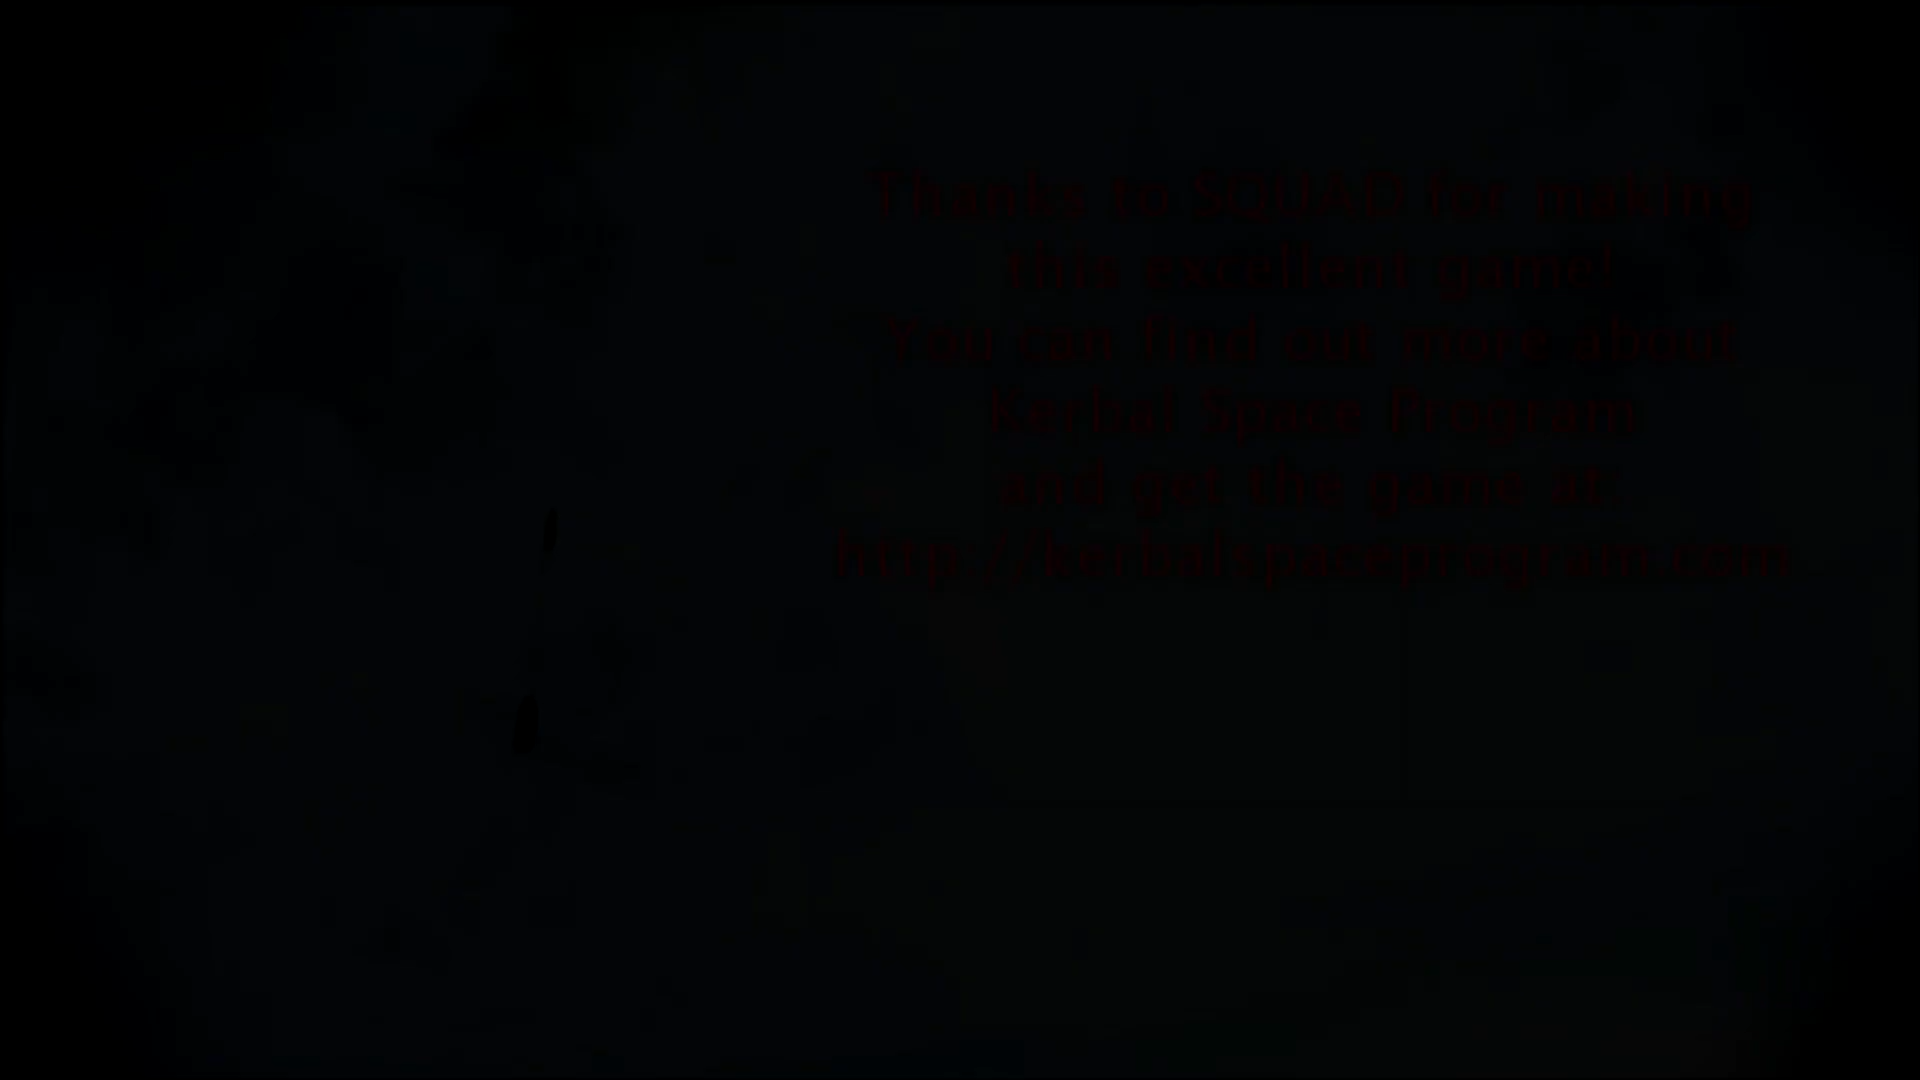 Thanks to SQUAD for making
this excellent game!
You can find out more about
Kerbal Space Program
and get the game at
http://kerbalspaceprogram.com